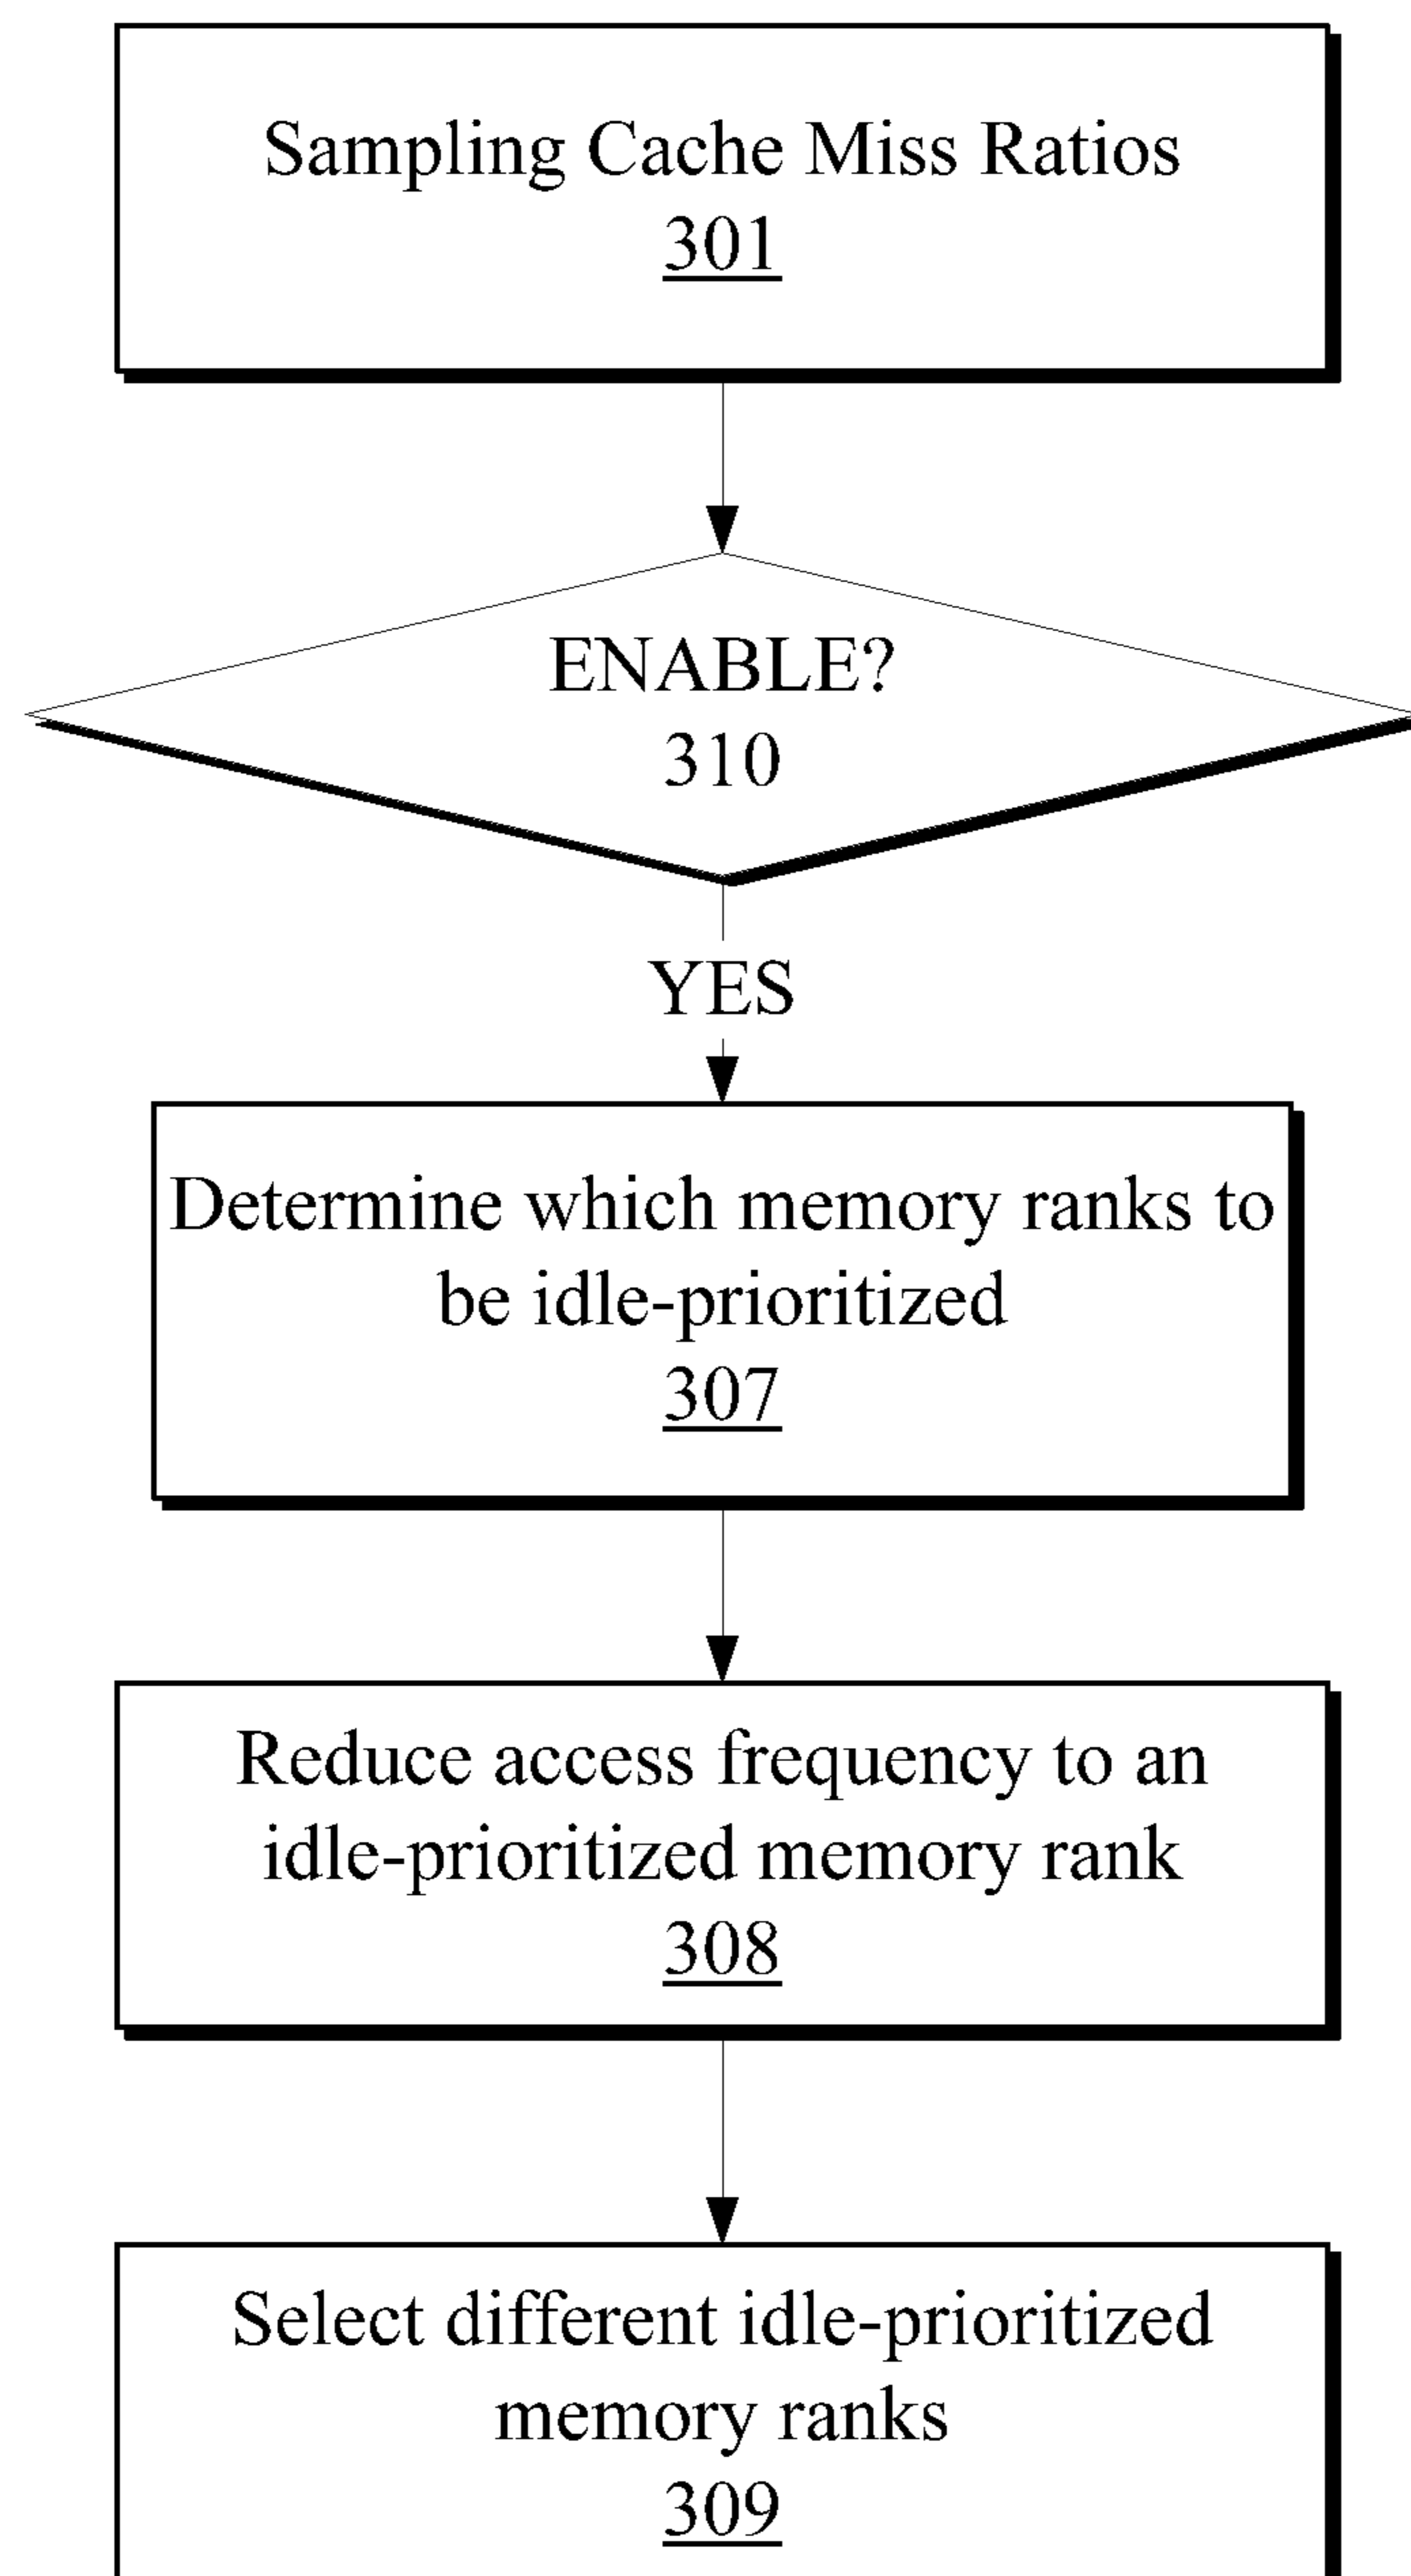 Sampling Cache Miss Ratios
301
ENABLE?
310
YES
Determine which memory ranks to
be idle-prioritized
307
Reduce access frequency to an
idle-prioritized memory rank
308
Select different idle-prioritized
memory ranks
309